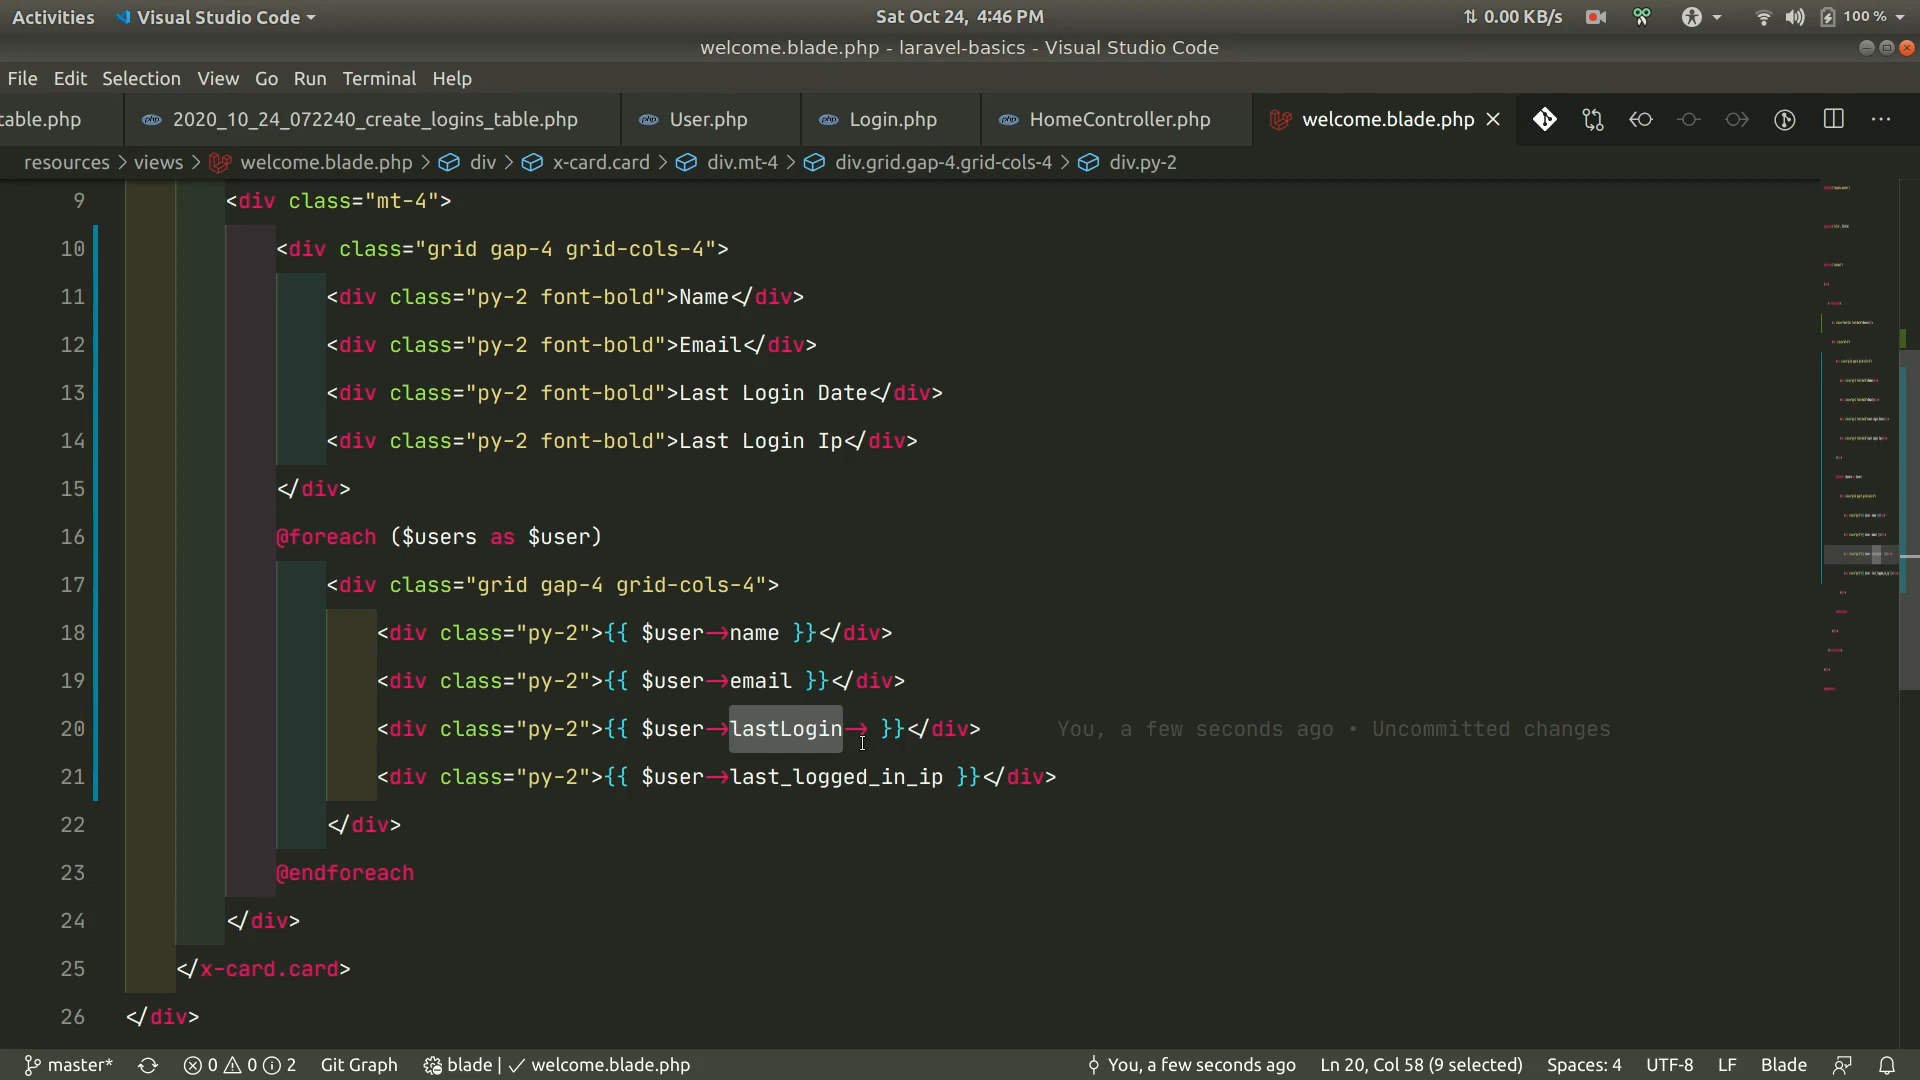 Activities Visual Studio Code Sat Oct 24, 4:46 PM 0.00 KB/s 100 %
welcome.blade.php - laravel-basics - Visual Studio Code
File Edit Selection View Go Run Terminal Help
table.php 2020_10_24_072240_create_logins_table.php User.php Login.php HomeController.php welcome.blade.php
resources > views > welcome.blade.php > div > x-card.card > div.mt-4 > div.grid.gap-4.grid-cols-4 > div.py-2
9 <div class="mt-4">
10 <div class="grid gap-4 grid-cols-4">
11 <div class="py-2 font-bold">Name</div>
12 <div class="py-2 font-bold">Email</div>
13 <div class="py-2 font-bold">Last Login Date</div>
14 <div class="py-2 font-bold">Last Login Ip</div>
15 </div>
16 @foreach ($users as $user)
17 <div class="grid gap-4 grid-cols-4">
18 <div class="py-2">{{ $user->name }}</div>
19 <div class="py-2">{{ $user->email }}</div>
20 <div class="py-2">{{ $user->lastLogin-> }}</div> You, a few seconds ago • Uncommitted changes
21 <div class="py-2">{{ $user->last_logged_in_ip }}</div>
22 </div>
23 @endforeach
24 </div>
25 </x-card.card>
26 </div>
master* 0 0 2 Git Graph blade | ✓ welcome.blade.php You, a few seconds ago Ln 20, Col 58 (9 selected) Spaces: 4 UTF-8 LF Blade